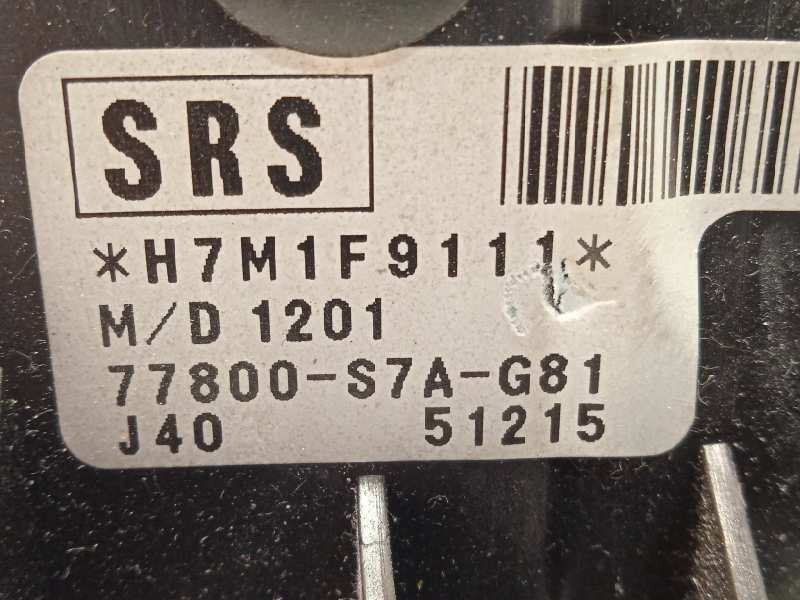 SRS
*H7M1F9111*
M/D 1201
77800-S7A-G81
J40 51215